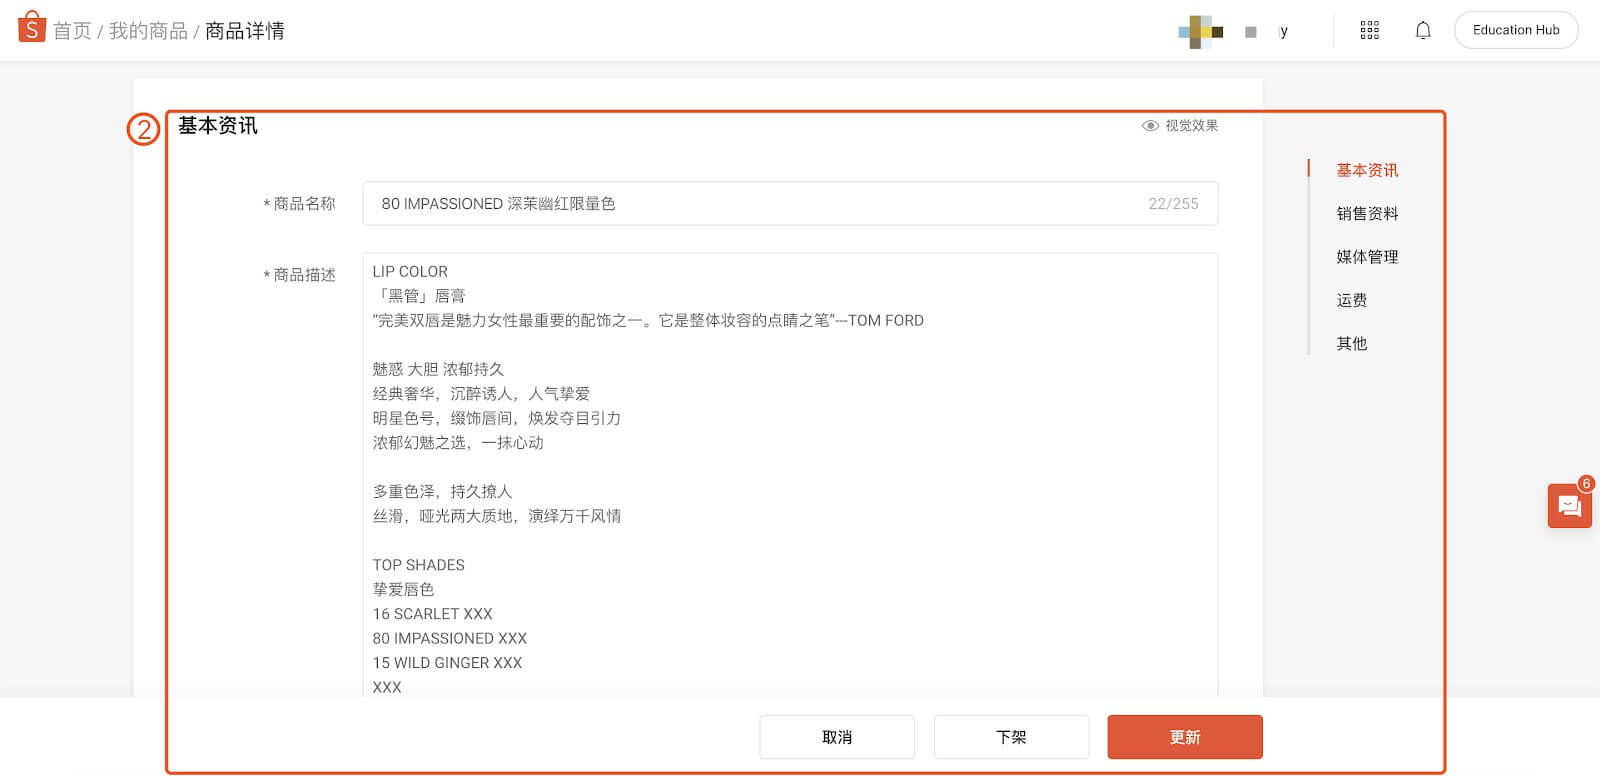 首页 / 我的商品 / 商品详情
y
Education Hub
②
基本资讯
视觉效果
* 商品名称
80 IMPASSIONED 深茉幽红限量色
22/255
* 商品描述
LIP COLOR
「黑管」唇膏
“完美双唇是魅力女性最重要的配饰之一。它是整体妆容的点睛之笔”---TOM FORD
魅惑 大胆 浓郁持久
经典奢华，沉醉诱人，人气挚爱
明星色号，缀饰唇间，焕发夺目引力
浓郁幻魅之选，一抹心动
多重色泽，持久撩人
丝滑，哑光两大质地，演绎万千风情
TOP SHADES
挚爱唇色
16 SCARLET XXX
80 IMPASSIONED XXX
15 WILD GINGER XXX
XXX
基本资讯
销售资料
媒体管理
运费
其他
6
取消
下架
更新